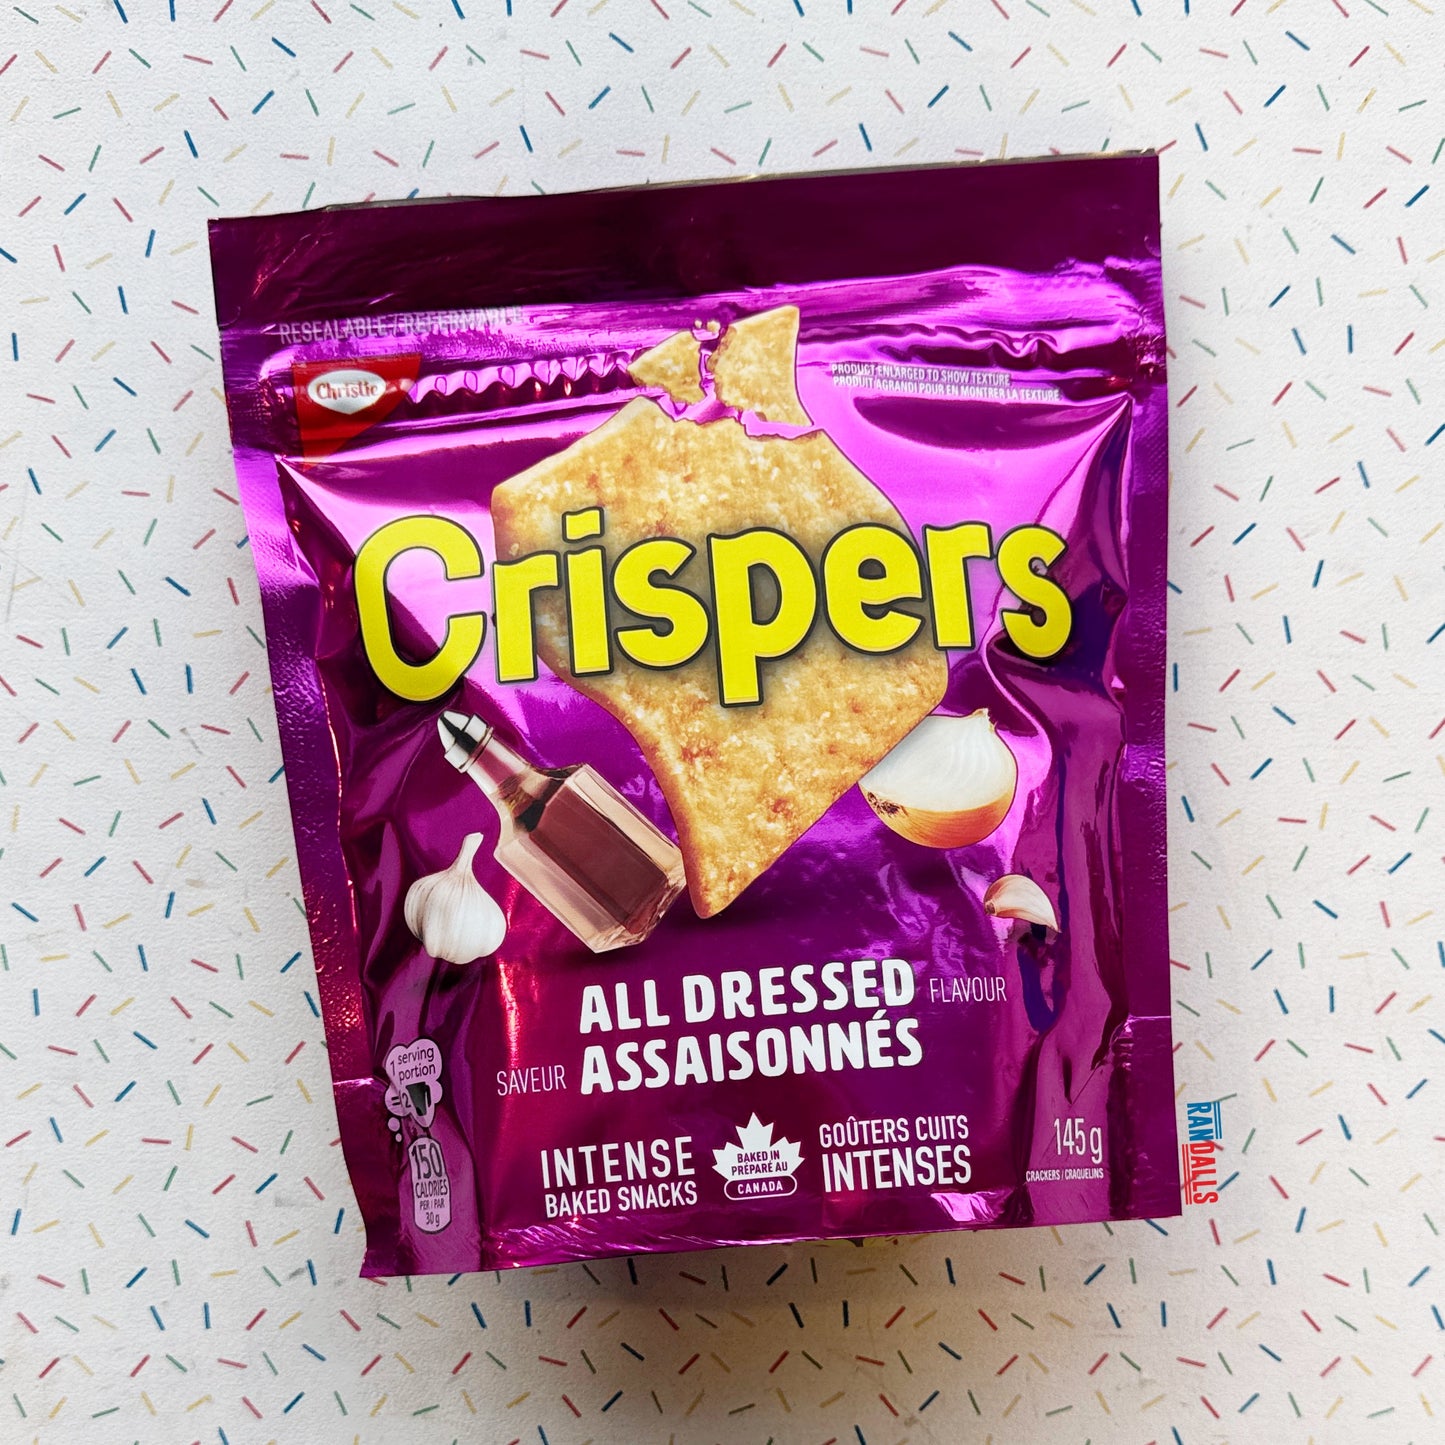 RESEALABLE / REFERMABLE
Christie
PRODUCT ENLARGED TO SHOW TEXTURE
PRODUIT AGRANDI POUR EN MONTRER LA TEXTURE
Crispers
ALL DRESSED FLAVOUR
SAVEUR ASSAISONNÉS
1 serving
portion
= 21
150
CALORIES
PER / PAR
30 g
INTENSE
BAKED SNACKS
BAKED IN
PRÉPARÉ AU
CANADA
GOÛTERS CUITS
INTENSES
145 g
CRACKERS / CRAQUELINS
RANDALLS